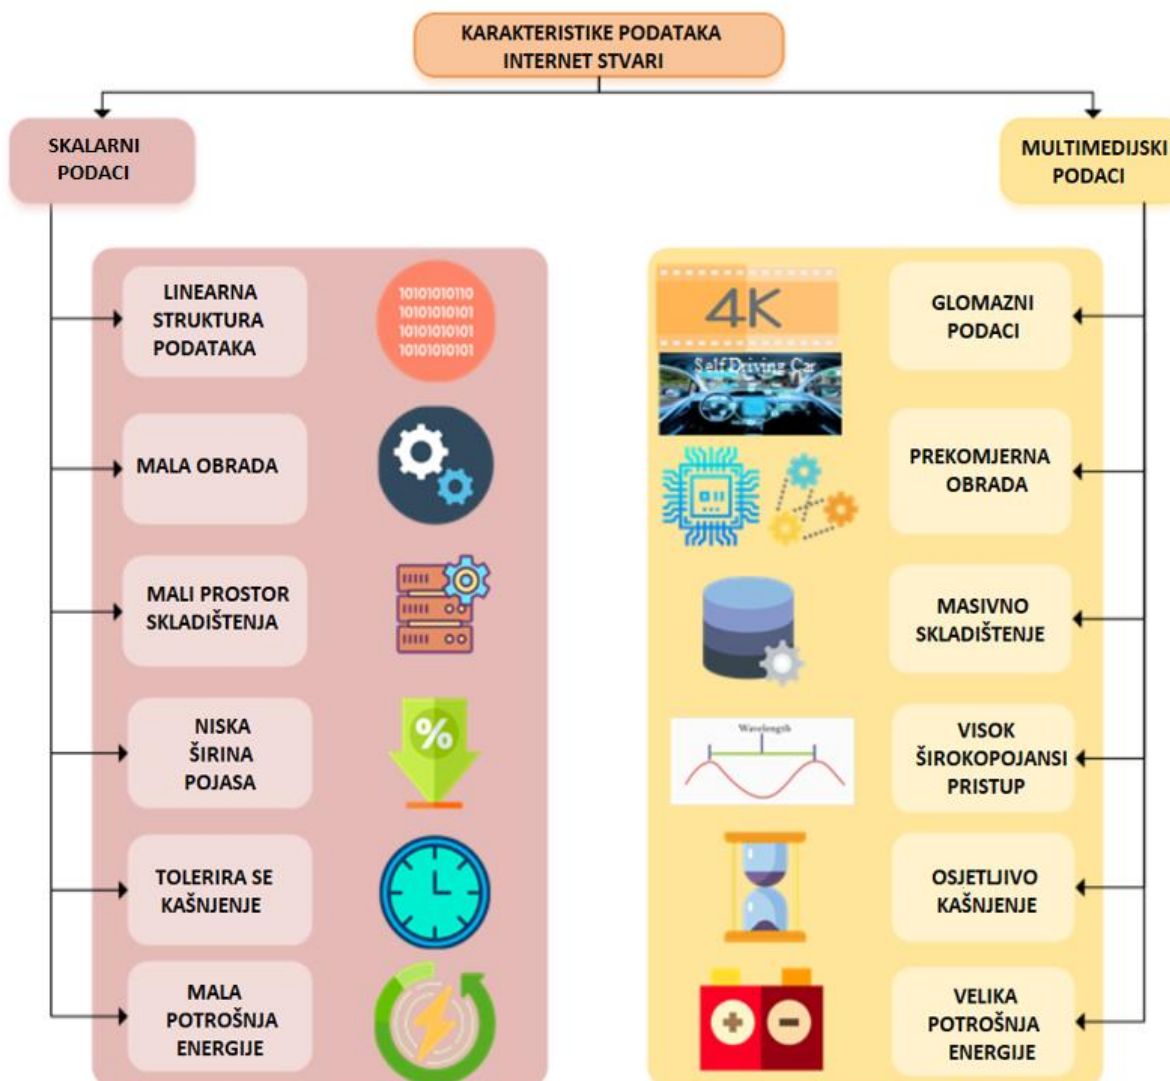 KARAKTERISTIKE PODATAKA
INTERNET STVARI
SKALARNI
PODACI
MULTIMEDIJSKI
PODACI
LINEARNA
STRUKTURA
PODATAKA
10101010110
10101010101
10101010101
10101010101
MALA OBRADA
MALI PROSTOR
SKLADIŠTENJA
NISKA
ŠIRINA
POJASA
%
TOLERIRA SE
KAŠNJENJE
MALA
POTROŠNJA
ENERGIJE
4K
Self Driving Car
GLOMAZNI
PODACI
PREKOMJERNA
OBRADA
MASIVNO
SKLADIŠTENJE
Wavelength
VISOK
ŠIROKOPOJANSI
PRISTUP
OSJETLJIVO
KAŠNJENJE
VELIKA
POTROŠNJA
ENERGIJE